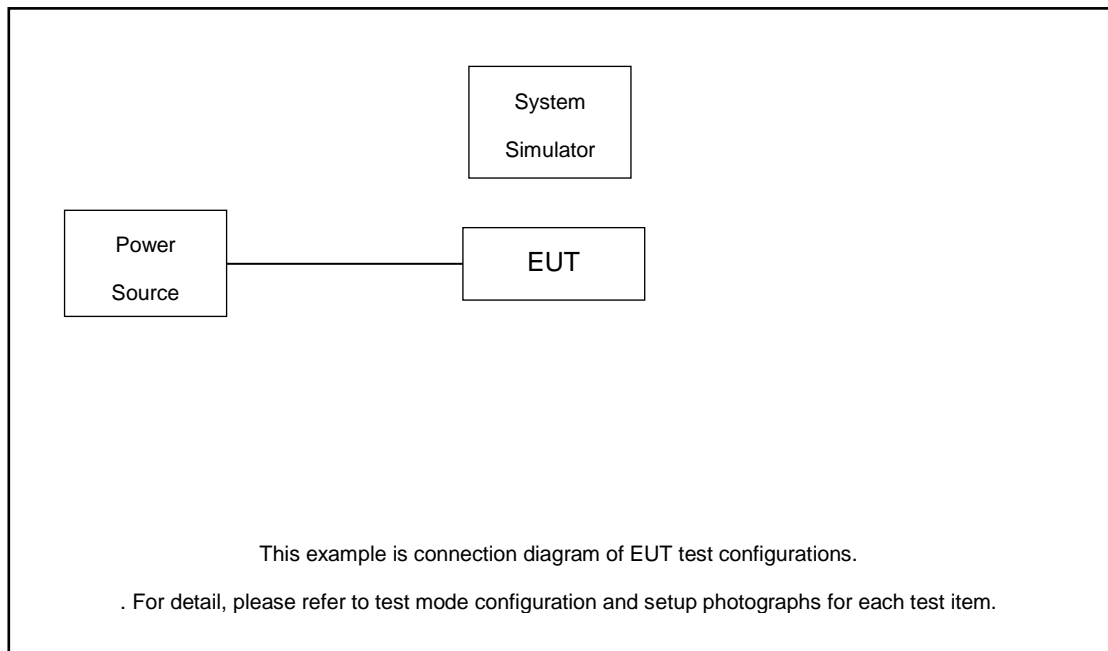 System
Simulator
Power
Source
EUT
This example is connection diagram of EUT test configurations.
. For detail, please refer to test mode configuration and setup photographs for each test item.